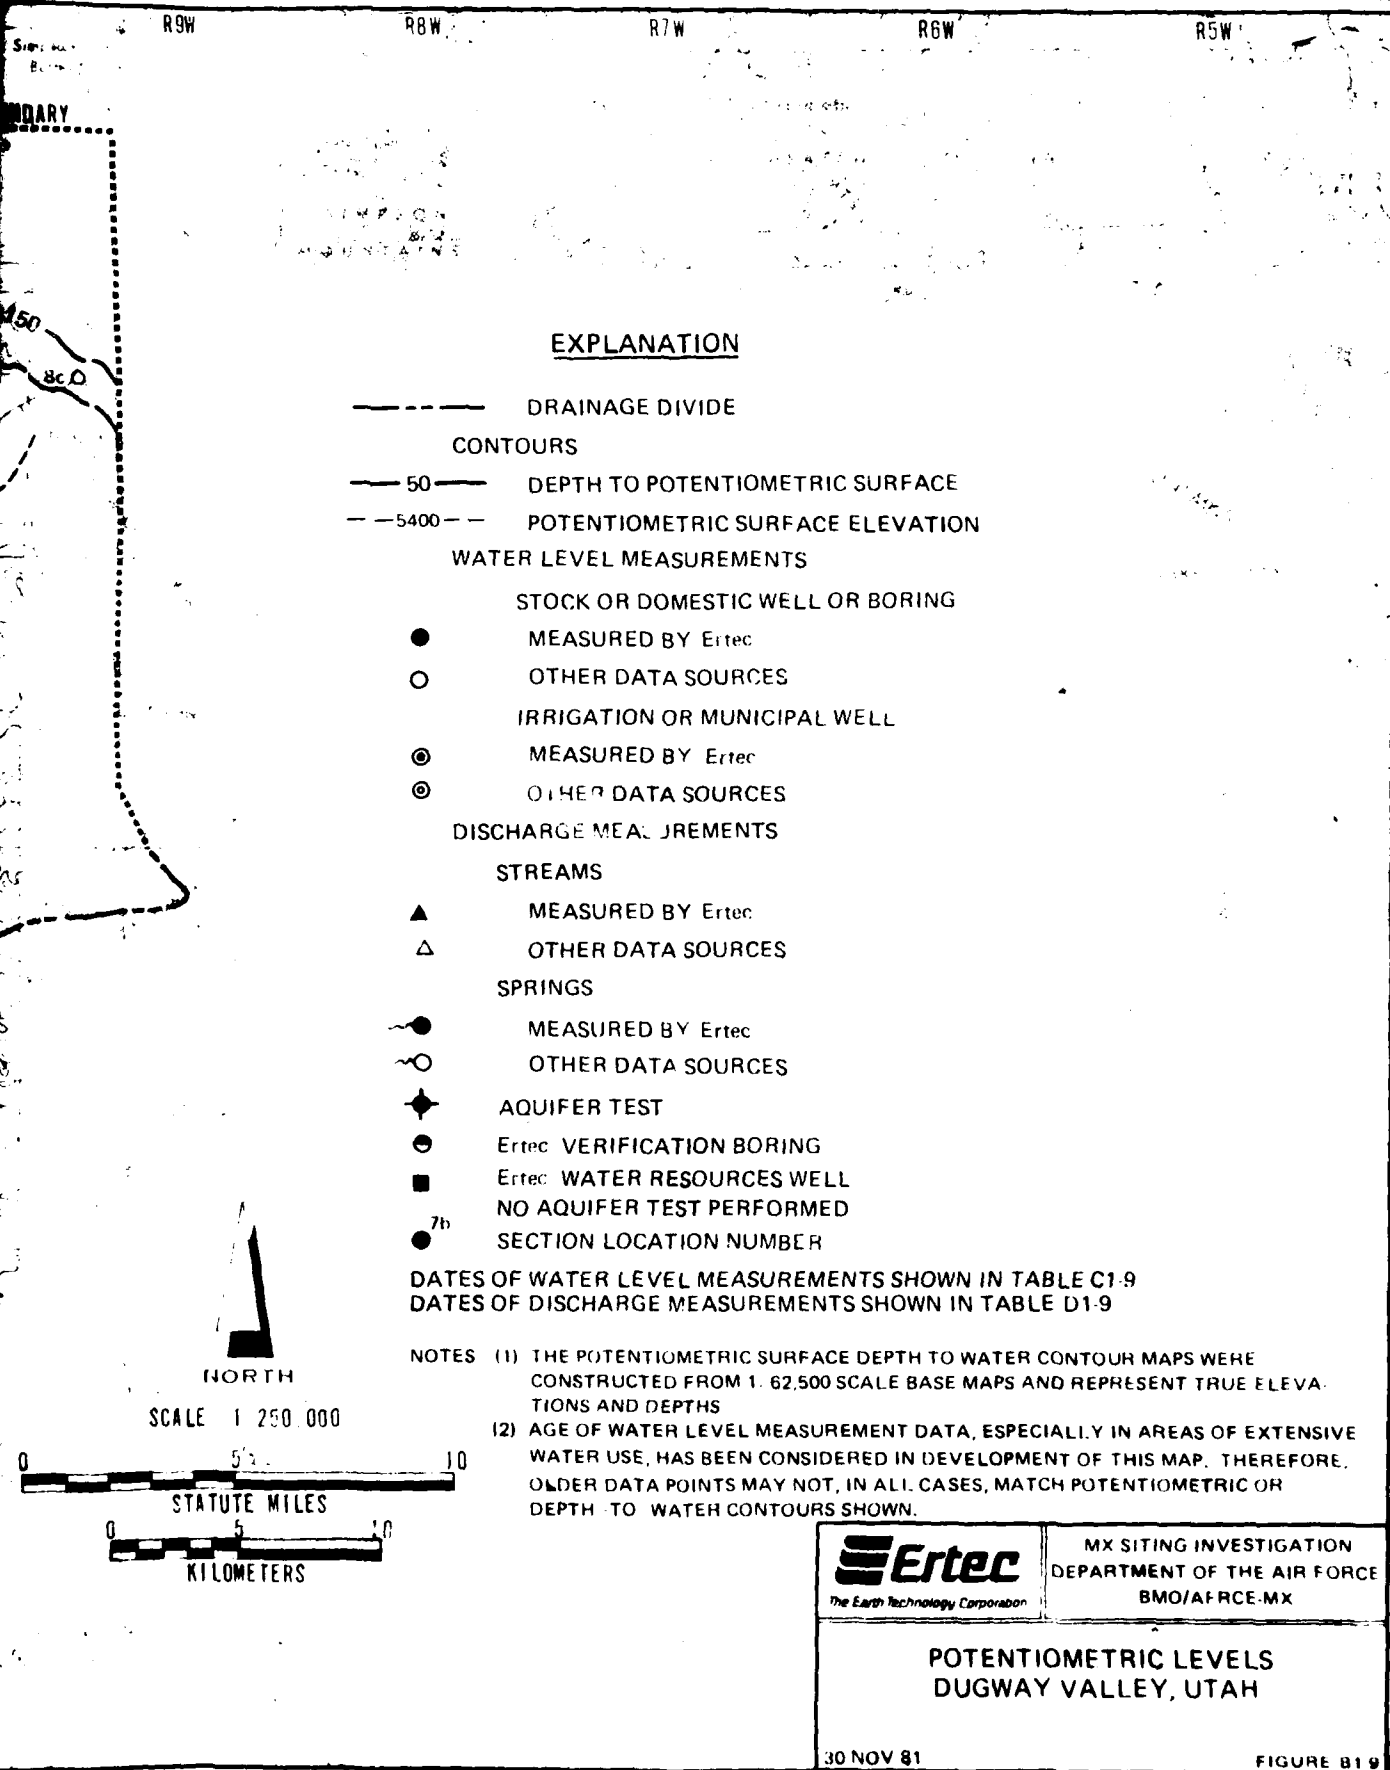 R9W R8W R7W R6W R5W
DARY
SIMPSON
MOUNTAINS
150
8c
EXPLANATION
DRAINAGE DIVIDE
CONTOURS
50 DEPTH TO POTENTIOMETRIC SURFACE
5400 POTENTIOMETRIC SURFACE ELEVATION
WATER LEVEL MEASUREMENTS
STOCK OR DOMESTIC WELL OR BORING
MEASURED BY Ertec
OTHER DATA SOURCES
IRRIGATION OR MUNICIPAL WELL
MEASURED BY Ertec
OTHER DATA SOURCES
DISCHARGE MEASUREMENTS
STREAMS
MEASURED BY Ertec
OTHER DATA SOURCES
SPRINGS
MEASURED BY Ertec
OTHER DATA SOURCES
AQUIFER TEST
Ertec VERIFICATION BORING
Ertec WATER RESOURCES WELL
NO AQUIFER TEST PERFORMED
7b
SECTION LOCATION NUMBER
DATES OF WATER LEVEL MEASUREMENTS SHOWN IN TABLE C1-9
DATES OF DISCHARGE MEASUREMENTS SHOWN IN TABLE D1-9
NOTES (1) THE POTENTIOMETRIC SURFACE DEPTH TO WATER CONTOUR MAPS WERE
CONSTRUCTED FROM 1:62,500 SCALE BASE MAPS AND REPRESENT TRUE ELEVA-
TIONS AND DEPTHS
(2) AGE OF WATER LEVEL MEASUREMENT DATA, ESPECIALLY IN AREAS OF EXTENSIVE
WATER USE, HAS BEEN CONSIDERED IN DEVELOPMENT OF THIS MAP. THEREFORE,
OLDER DATA POINTS MAY NOT, IN ALL CASES, MATCH POTENTIOMETRIC OR
DEPTH-TO WATER CONTOURS SHOWN.
NORTH
SCALE 1:250,000
0 5 10
STATUTE MILES
0 5 10
KILOMETERS
Ertec
The Earth Technology Corporation
MX SITING INVESTIGATION
DEPARTMENT OF THE AIR FORCE
BMO/AFRCE-MX
POTENTIOMETRIC LEVELS
DUGWAY VALLEY, UTAH
30 NOV 81
FIGURE B1-9